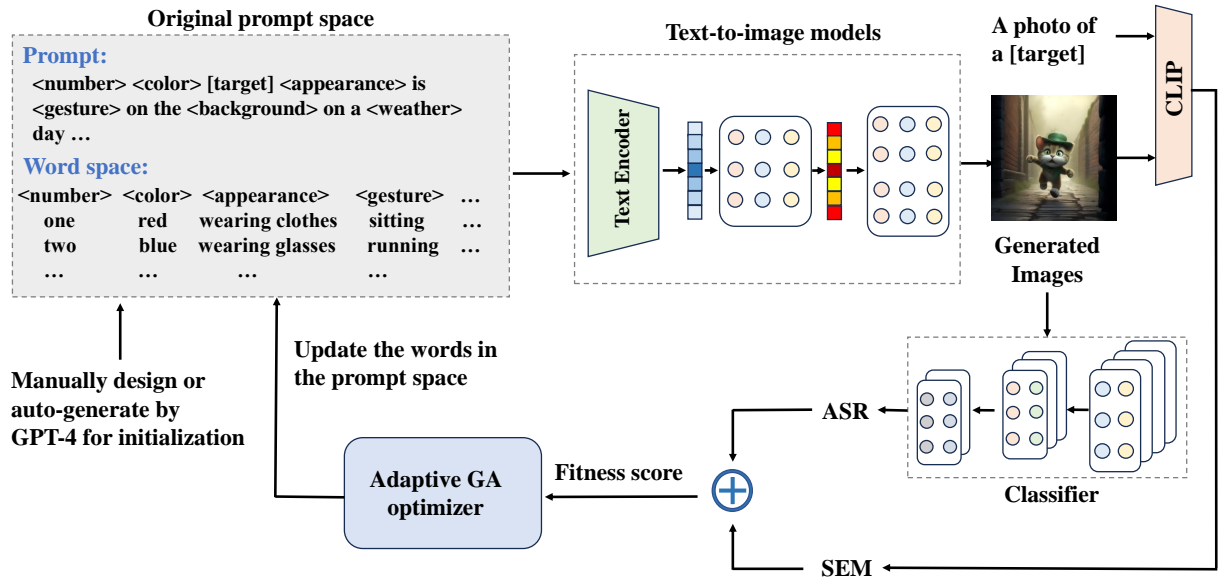 Original prompt space
Prompt:
<number> <color> [target] <appearance> is
<gesture> on the <background> on a <weather>
day …
Word space:
<number> <color> <appearance> <gesture> …
one red wearing clothes sitting …
two blue wearing glasses running …
… … … …
Manually design or
auto-generate by
GPT-4 for initialization
Update the words in
the prompt space
Text-to-image models
Text Encoder
A photo of
a [target]
CLIP
Generated
Images
Classifier
ASR
SEM
Fitness score
Adaptive GA
optimizer